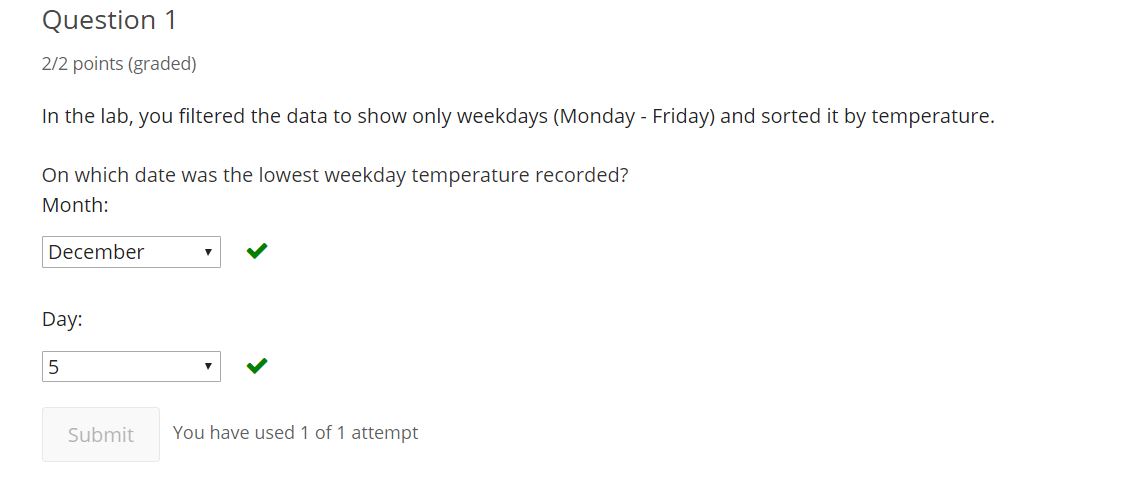 Question 1
2/2 points (graded)
In the lab, you filtered the data to show only weekdays (Monday - Friday) and sorted it by temperature.
On which date was the lowest weekday temperature recorded?
Month:
December
Day:
5
Submit
You have used 1 of 1 attempt